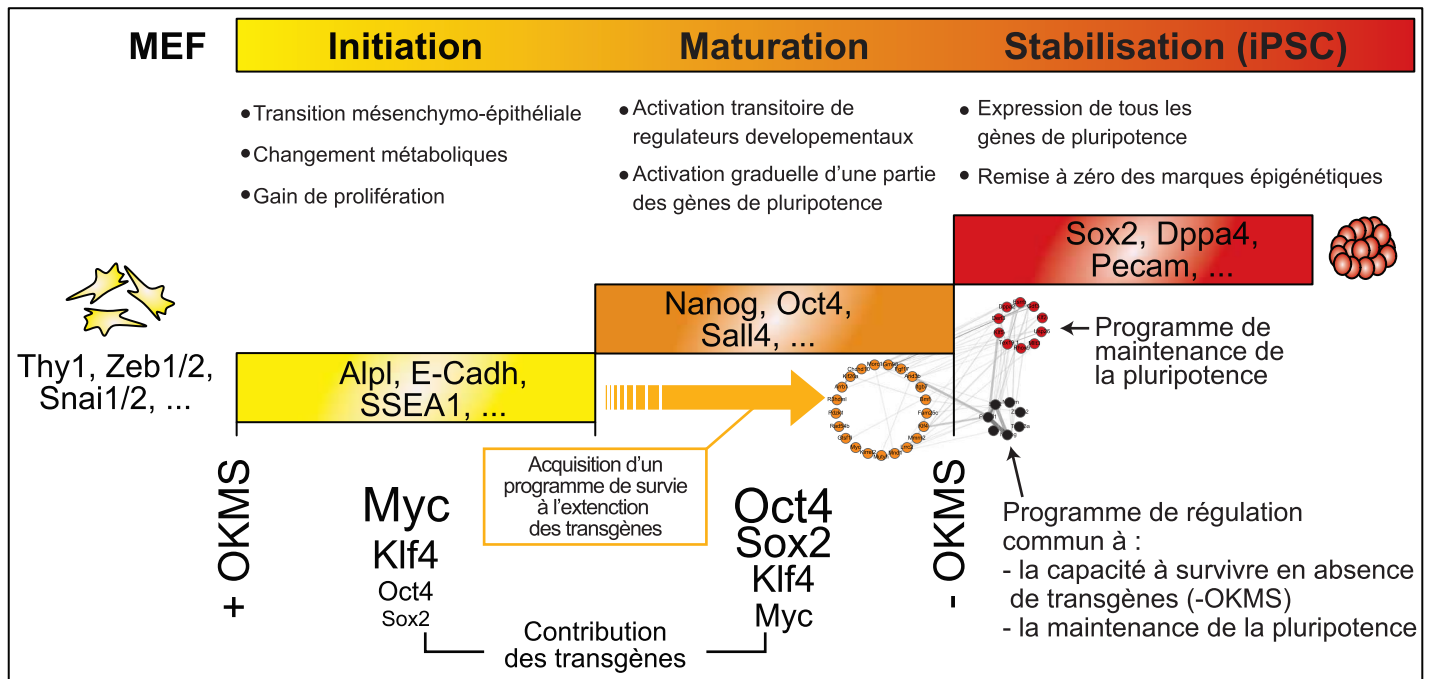 MEF
Initiation
Maturation
Stabilisation (iPSC)
•Transition mésenchymo-épithéliale
•Changement métaboliques
•Gain de prolifération
• Activation transitoire de
regulateurs developementaux
• Activation graduelle d’une partie
des gènes de pluripotence
• Expression de tous les
gènes de pluripotence
• Remise à zéro des marques épigénétiques
Sox2, Dppa4,
Pecam, ...
Nanog, Oct4,
Sall4, ...
Thy1, Zeb1/2,
Snai1/2, ...
Alpl, E-Cadh,
SSEA1, ...
Programme de
maintenance de
la pluripotence
Acquisition d’un
programme de survie
à l’extenction
des transgènes
+ OKMS
- OKMS
Myc
Klf4
Oct4
Sox2
Oct4
Sox2
Klf4
Myc
Contribution
des transgènes
Programme de régulation
commun à :
- la capacité à survivre en absence
de transgènes (-OKMS)
- la maintenance de la pluripotence